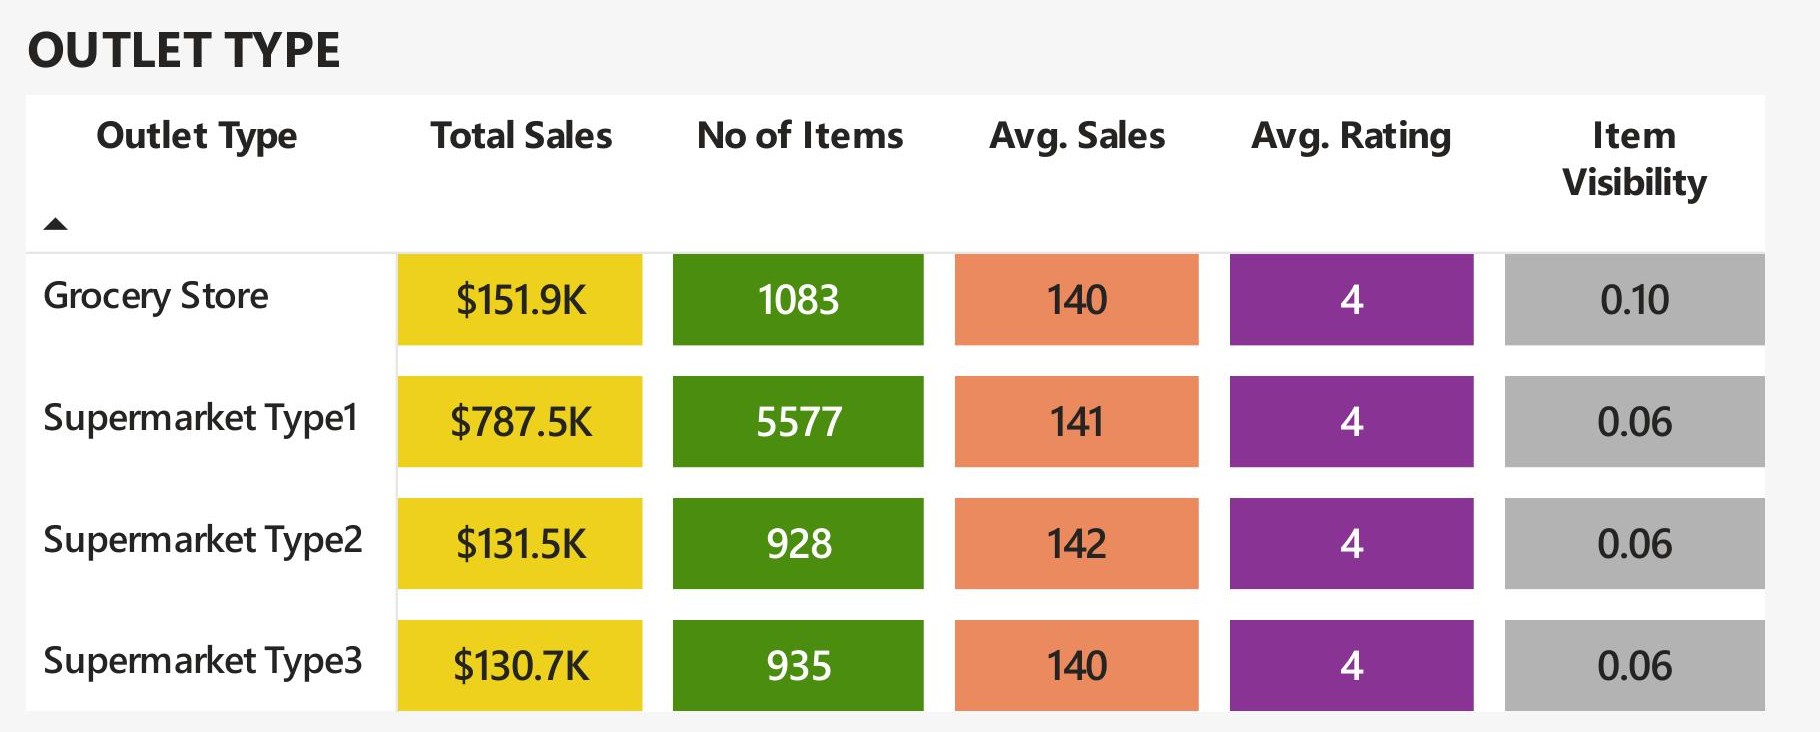 OUTLET TYPE
Outlet Type Total Sales No of Items Avg. Sales Avg. Rating Item
Visibility
Grocery Store $151.9K 1083 140 4 0.10
Supermarket Type1 $787.5K 5577 141 4 0.06
Supermarket Type2 $131.5K 928 142 4 0.06
Supermarket Type3 $130.7K 935 140 4 0.06